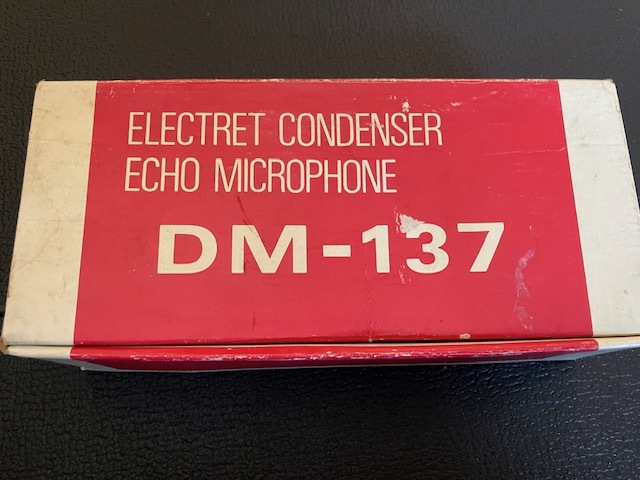 ELECTRET CONDENSER
ECHO MICROPHONE
DM-137